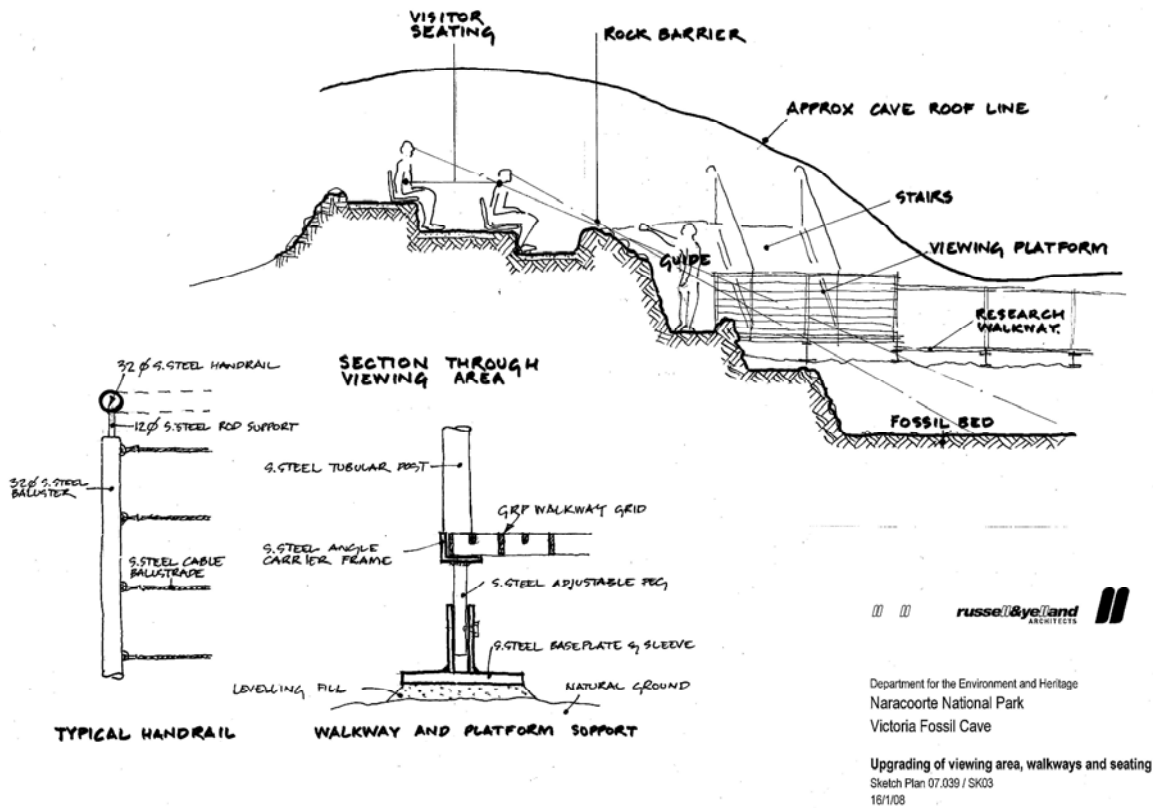 VISITOR
SEATING
ROCK BARRIER
APPROX CAVE ROOF LINE
STAIRS
VIEWING PLATFORM
GUIDE
RESEARCH
WALKWAY.
FOSSIL BED
SECTION THROUGH
VIEWING AREA
32Ø S.STEEL HANDRAIL
12Ø S.STEEL ROD SUPPORT
32Ø S.STEEL
BALUSTER
S.STEEL CABLE
BALUSTRADE
TYPICAL HANDRAIL
S.STEEL TUBULAR POST
GRP WALKWAY GRID
S.STEEL ANGLE
CARRIER FRAME
S.STEEL ADJUSTABLE PEG
S.STEEL BASEPLATE & SLEEVE
LEVELLING FILL
NATURAL GROUND
WALKWAY AND PLATFORM SUPPORT
russell&yelland
ARCHITECTS
Department for the Environment and Heritage
Naracoorte National Park
Victoria Fossil Cave
Upgrading of viewing area, walkways and seating
Sketch Plan 07.039 / SK03
16/1/08